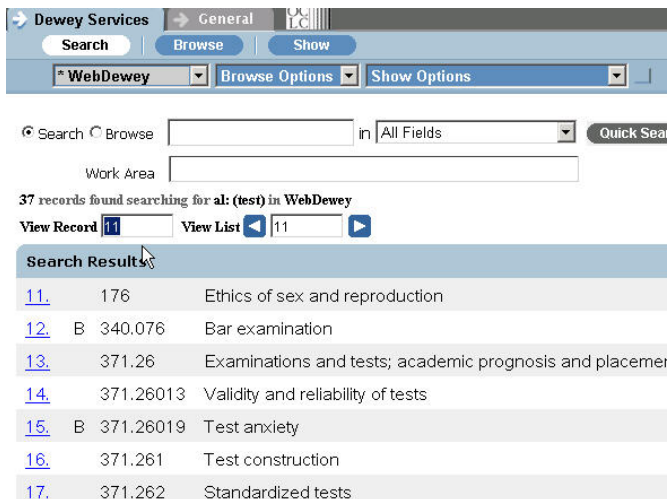 Dewey Services General OC LC
Search Browse Show
* WebDewey Browse Options Show Options
Search Browse in All Fields Quick Sea
Work Area
37 records found searching for al: (test) in WebDewey
View Record 11 View List 11
Search Results
11. 176 Ethics of sex and reproduction
12. B 340.076 Bar examination
13. 371.26 Examinations and tests; academic prognosis and placemen
14. 371.26013 Validity and reliability of tests
15. B 371.26019 Test anxiety
16. 371.261 Test construction
17. 371.262 Standardized tests